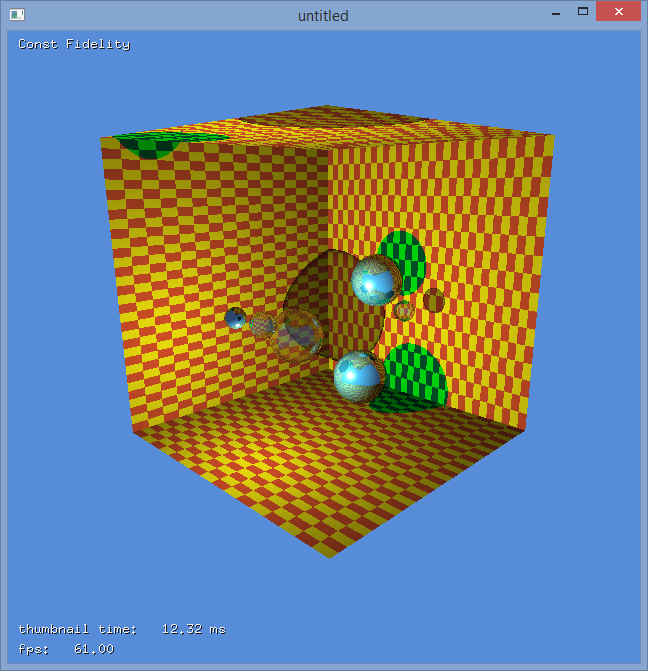 untitled
Const Fidelity
thumbnail time: 12.32 ms
fps: 61.00